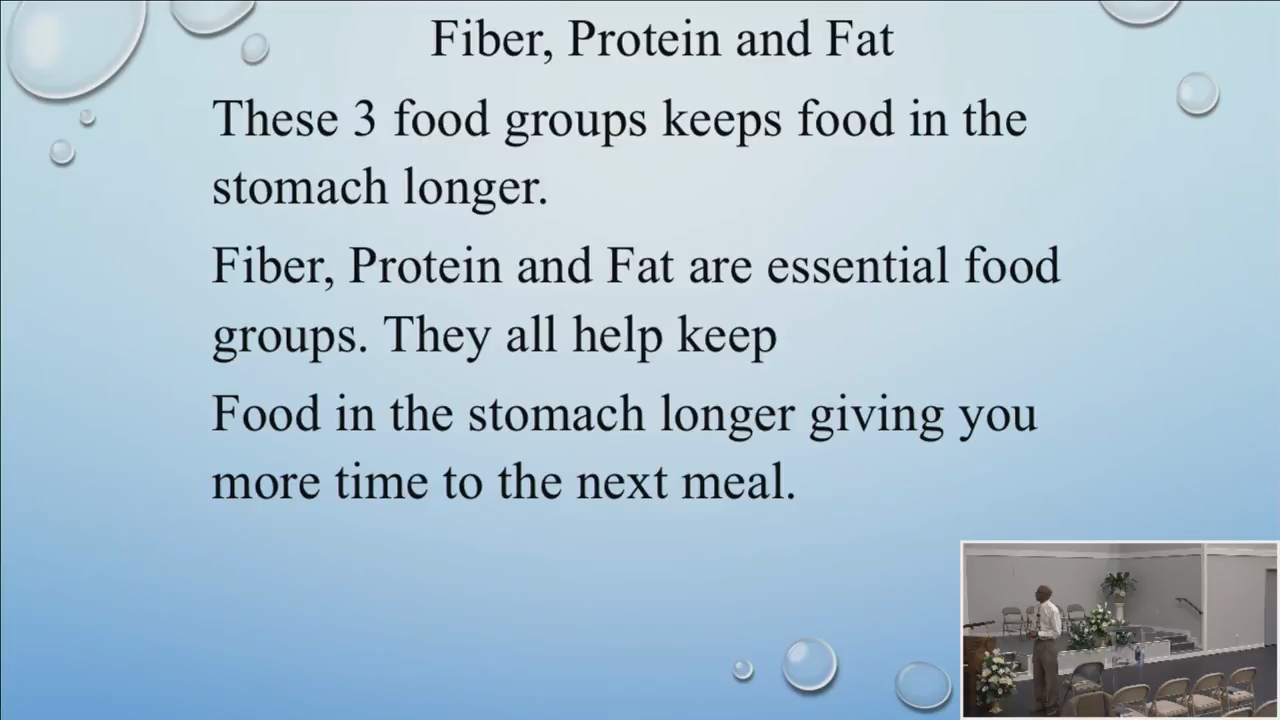 Fiber, Protein and Fat
These 3 food groups keeps food in the
stomach longer.
Fiber, Protein and Fat are essential food
groups. They all help keep
Food in the stomach longer giving you
more time to the next meal.